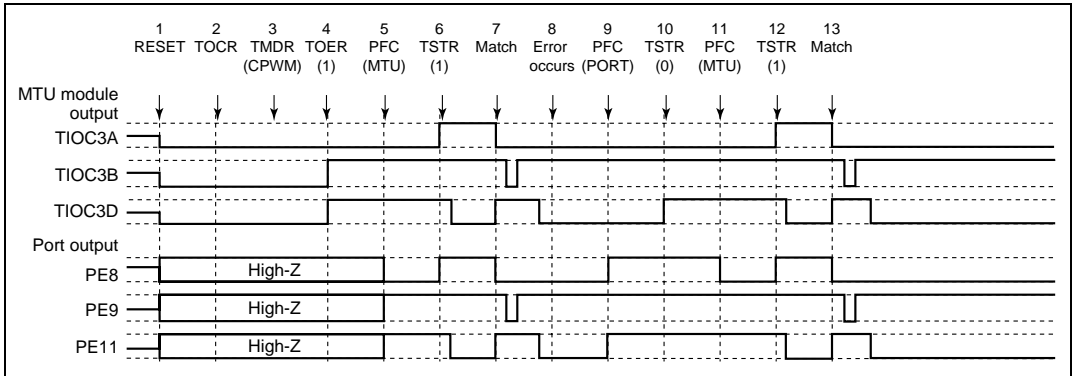 1 2 3 4 5 6 7 8 9 10 11 12 13
RESET TOCR TMDR TOER PFC TSTR Match Error PFC TSTR PFC TSTR Match
(CPWM) (1) (MTU) (1) occurs (PORT) (0) (MTU) (1)
MTU module
output
TIOC3A
TIOC3B
TIOC3D
Port output
PE8 High-Z
PE9 High-Z
PE11 High-Z